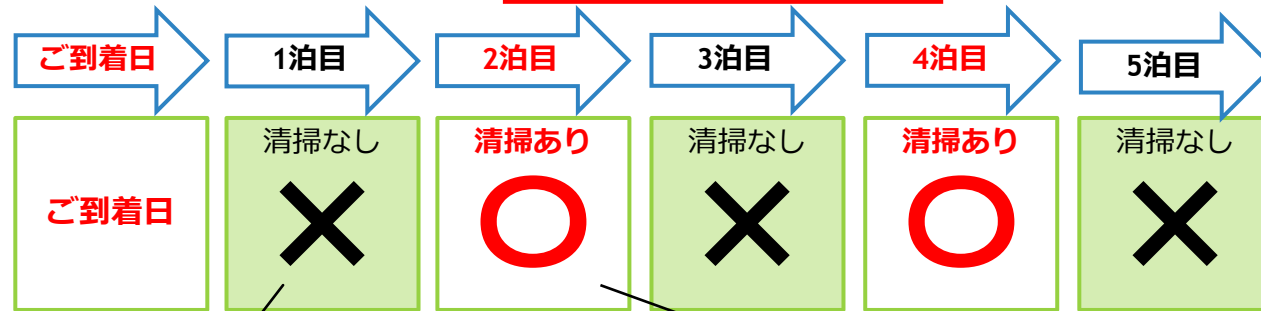 ご到着日
1泊目
2泊目
3泊目
4泊目
5泊目
ご到着日
清掃なし
清掃あり
清掃なし
清掃あり
清掃なし